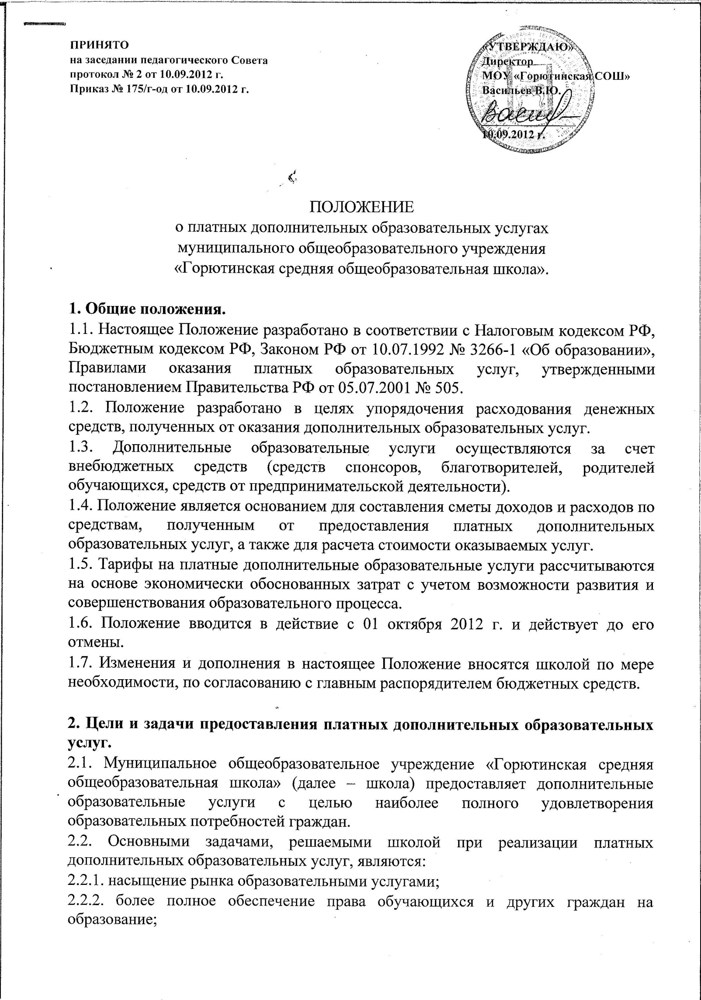 ПРИНЯТО
на заседании педагогического Совета
протокол № 2 от 10.09.2012 г.
Приказ № 175/г-од от 10.09.2012 г.
«УТВЕРЖДАЮ»
Директор
МОУ «Горютинская СОШ»
Васильев В.Ю.
10.09.2012 г.
ПОЛОЖЕНИЕ
о платных дополнительных образовательных услугах
муниципального общеобразовательного учреждения
«Горютинская средняя общеобразовательная школа».
1. Общие положения.
1.1. Настоящее Положение разработано в соответствии с Налоговым кодексом РФ,
Бюджетным кодексом РФ, Законом РФ от 10.07.1992 № 3266-1 «Об образовании»,
Правилами оказания платных образовательных услуг, утвержденными
постановлением Правительства РФ от 05.07.2001 № 505.
1.2. Положение разработано в целях упорядочения расходования денежных
средств, полученных от оказания дополнительных образовательных услуг.
1.3. Дополнительные образовательные услуги осуществляются за счет
внебюджетных средств (средств спонсоров, благотворителей, родителей
обучающихся, средств от предпринимательской деятельности).
1.4. Положение является основанием для составления сметы доходов и расходов по
средствам, полученным от предоставления платных дополнительных
образовательных услуг, а также для расчета стоимости оказываемых услуг.
1.5. Тарифы на платные дополнительные образовательные услуги рассчитываются
на основе экономически обоснованных затрат с учетом возможности развития и
совершенствования образовательного процесса.
1.6. Положение вводится в действие с 01 октября 2012 г. и действует до его
отмены.
1.7. Изменения и дополнения в настоящее Положение вносятся школой по мере
необходимости, по согласованию с главным распорядителем бюджетных средств.
2. Цели и задачи предоставления платных дополнительных образовательных
услуг.
2.1. Муниципальное общеобразовательное учреждение «Горютинская средняя
общеобразовательная школа» (далее – школа) предоставляет дополнительные
образовательные услуги с целью наиболее полного удовлетворения
образовательных потребностей граждан.
2.2. Основными задачами, решаемыми школой при реализации платных
дополнительных образовательных услуг, являются:
2.2.1. насыщение рынка образовательными услугами;
2.2.2. более полное обеспечение права обучающихся и других граждан на
образование;